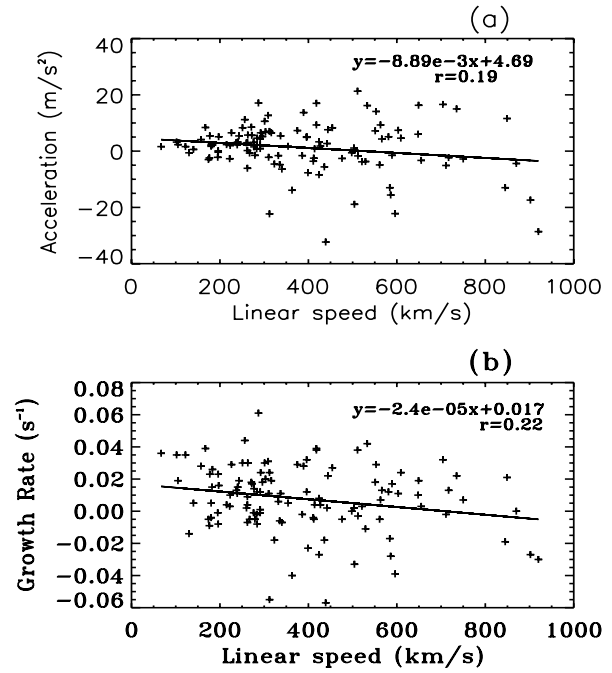 (a)
y=−8.89e−3x+4.69
r=0.19
Acceleration (m/s²)
40
20
0
−20
−40
0 200 400 600 800 1000
Linear speed (km/s)
(b)
y=−2.4e−05x+0.017
r=0.22
Growth Rate (s⁻¹)
0.08
0.06
0.04
0.02
0.00
−0.02
−0.04
−0.06
0 200 400 600 800 1000
Linear speed (km/s)